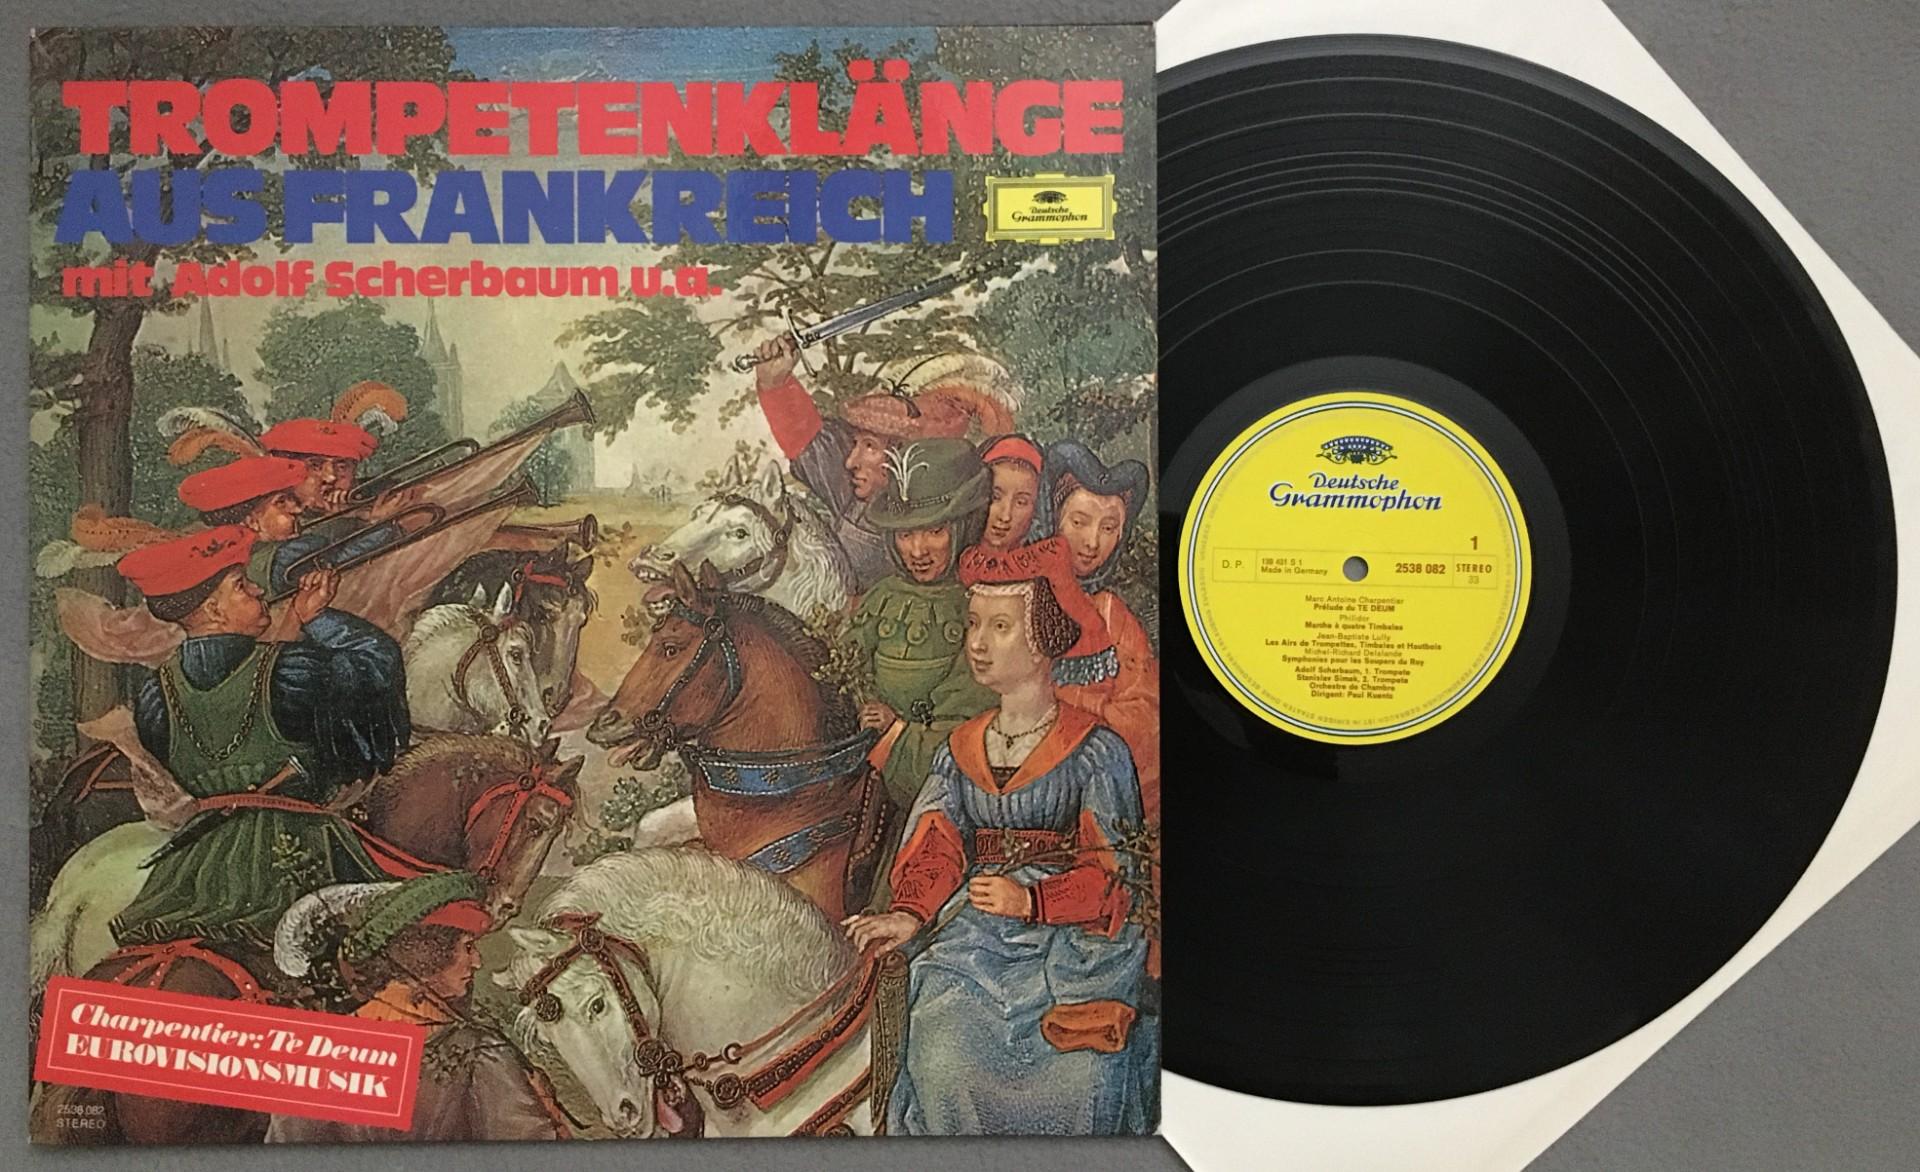 TROMPETENKLÄNGE
AUS FRANKREICH
mit Adolf Scherbaum u.a.
Deutsche
Grammophon
Charpentier: Te Deum
EUROVISIONSMUSIK
2538 082
STEREO
Deutsche
Grammophon
1
D. P.
139 431 S 1
Made in Germany
2538 082
STEREO
33
Marc Antoine Charpentier
Prélude du TE DEUM
Philidor
Marche à quatre Timbales
Jean-Baptiste Lully
Les Airs de Trompettes, Timbales et Hautbois
Michel-Richard Delalande
Symphonies pour les Soupers du Roy
Adolf Scherbaum, 1. Trompete
Stanislav Simek, 2. Trompete
Orchestre de Chambre
Dirigent: Paul Kuentz